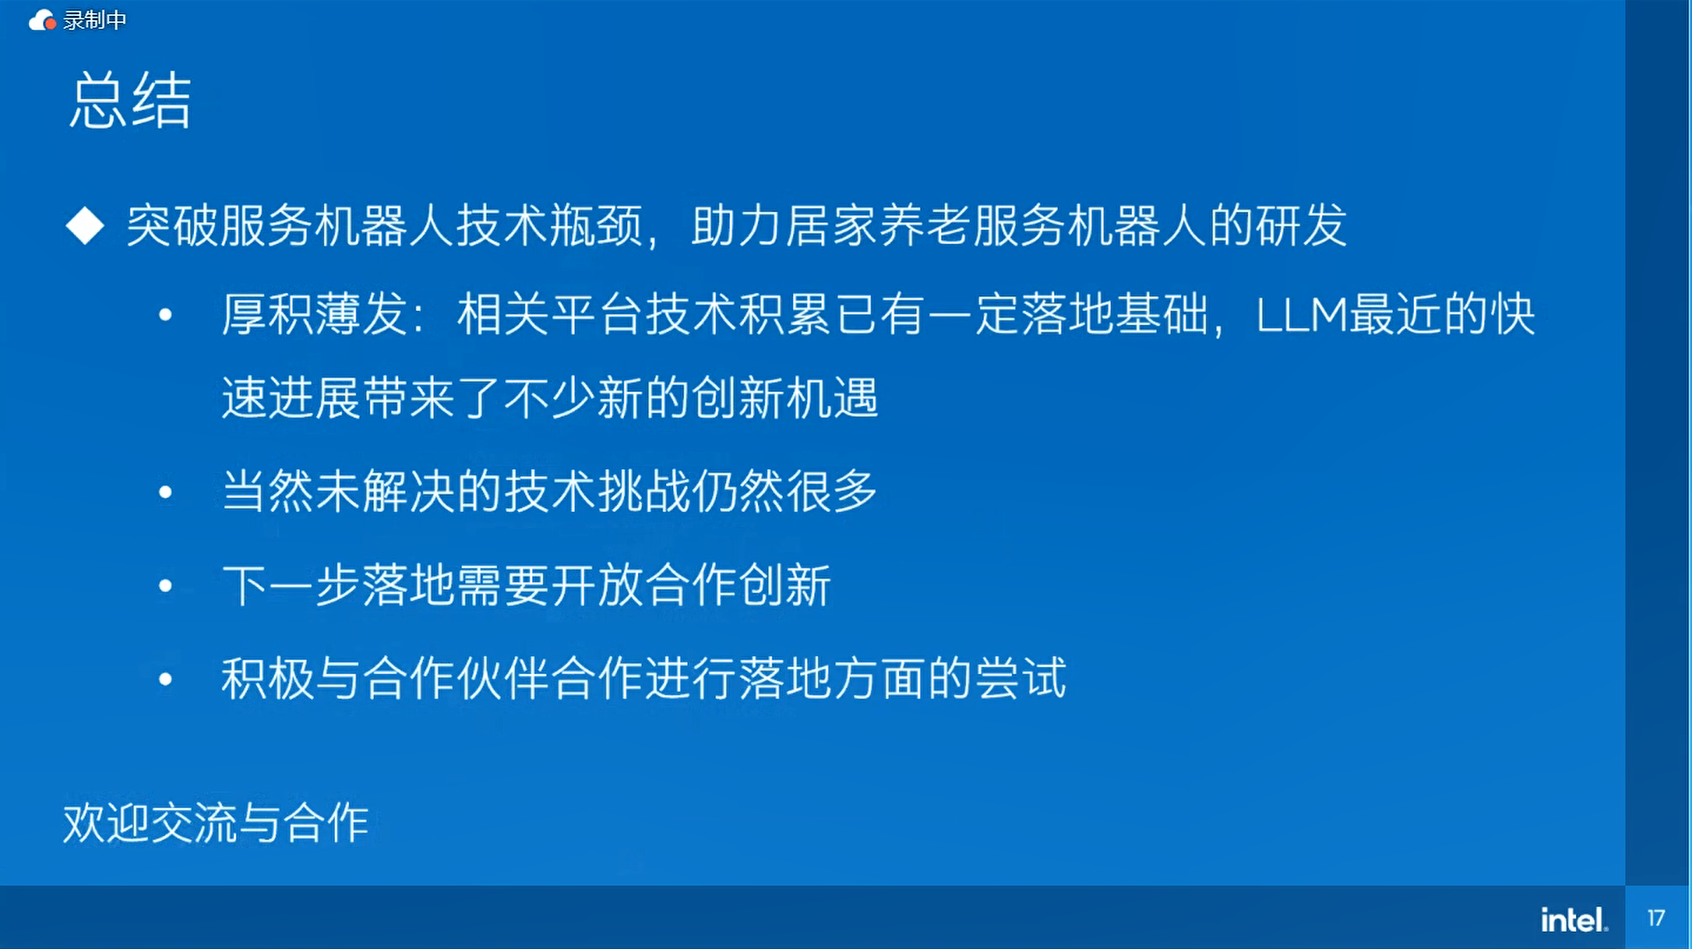 录制中
总结
◆ 突破服务机器人技术瓶颈，助力居家养老服务机器人的研发
• 厚积薄发：相关平台技术积累已有一定落地基础，LLM最近的快
速进展带来了不少新的创新机遇
• 当然未解决的技术挑战仍然很多
• 下一步落地需要开放合作创新
• 积极与合作伙伴合作进行落地方面的尝试
欢迎交流与合作
intel.
17